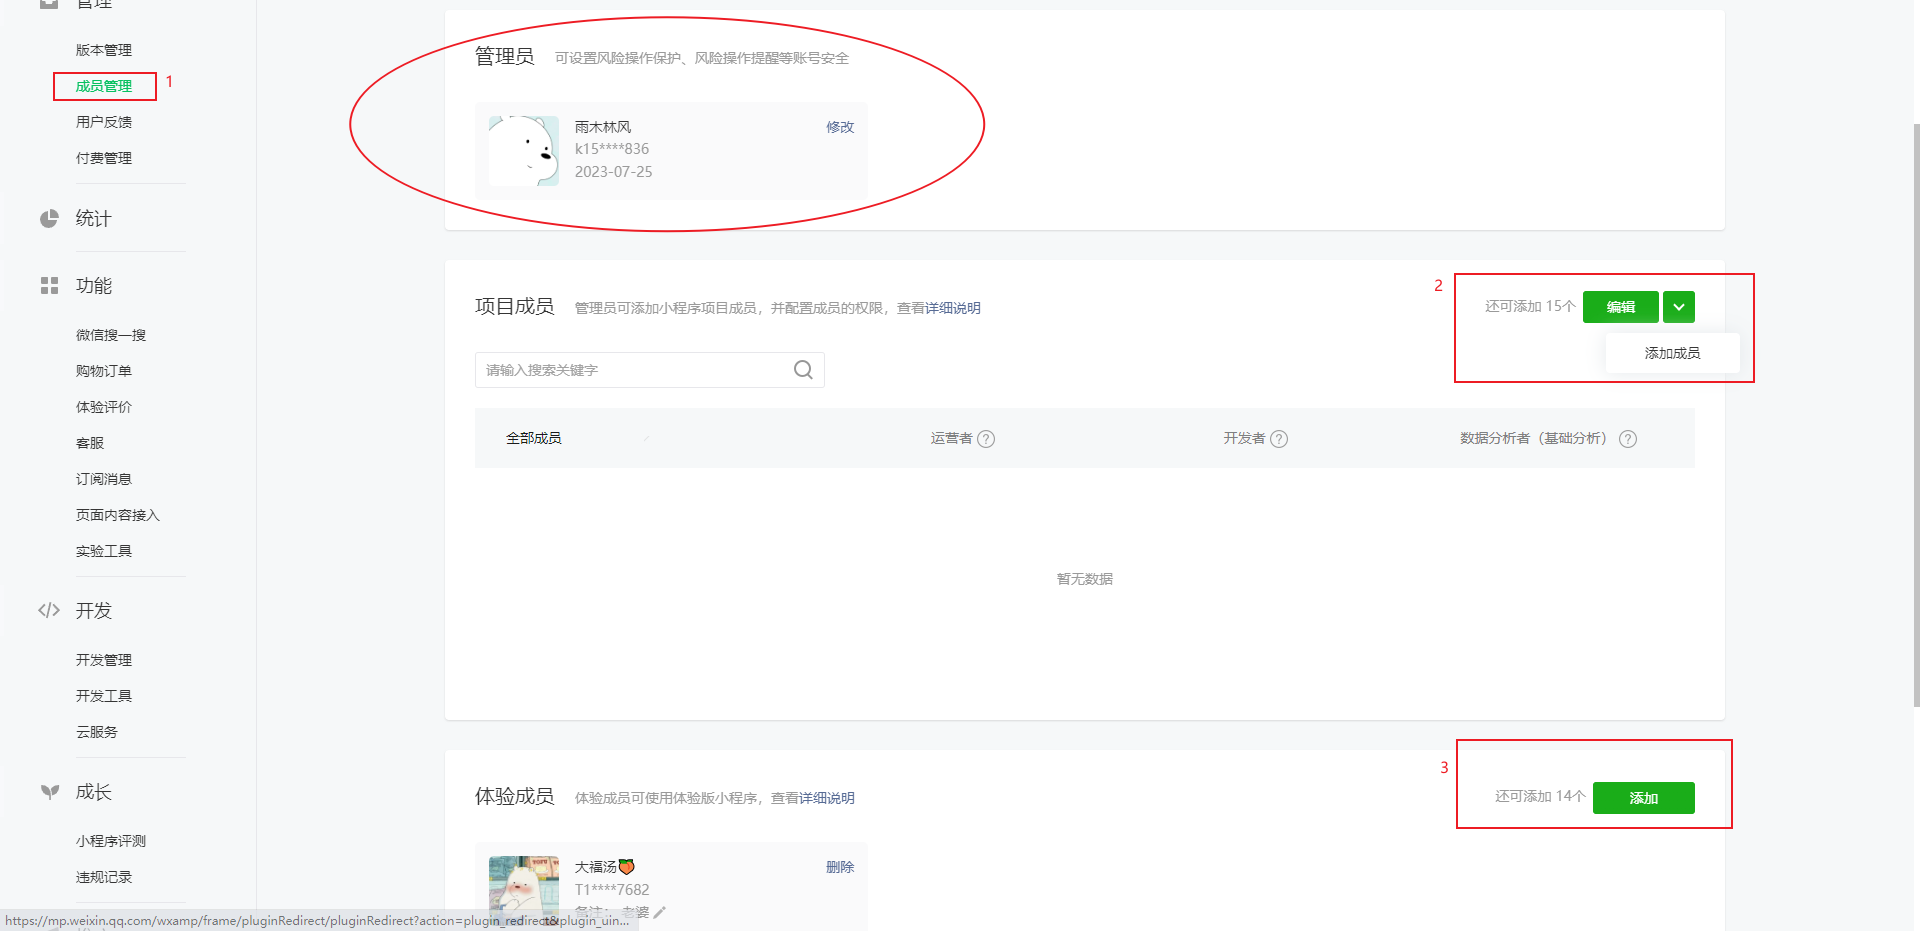 管理
版本管理
成员管理
1
用户反馈
付费管理
统计
功能
微信搜一搜
购物订单
体验评价
客服
订阅消息
页面内容接入
实验工具
开发
开发管理
开发工具
云服务
成长
小程序评测
违规记录
管理员 可设置风险操作保护、风险操作提醒等账号安全
雨木林风 修改
k15****836
2023-07-25
2
项目成员 管理员可添加小程序项目成员，并配置成员的权限，查看详细说明
还可添加 15个 编辑
添加成员
请输入搜索关键字
全部成员 运营者 ? 开发者 ? 数据分析者（基础分析） ?
暂无数据
3
体验成员 体验成员可使用体验版小程序，查看详细说明
还可添加 14个 添加
大福汤🍑 删除
T1****7682
备注： 老婆
https://mp.weixin.qq.com/wxamp/frame/pluginRedirect/pluginRedirect?action=plugin_redirect&plugin_uin...